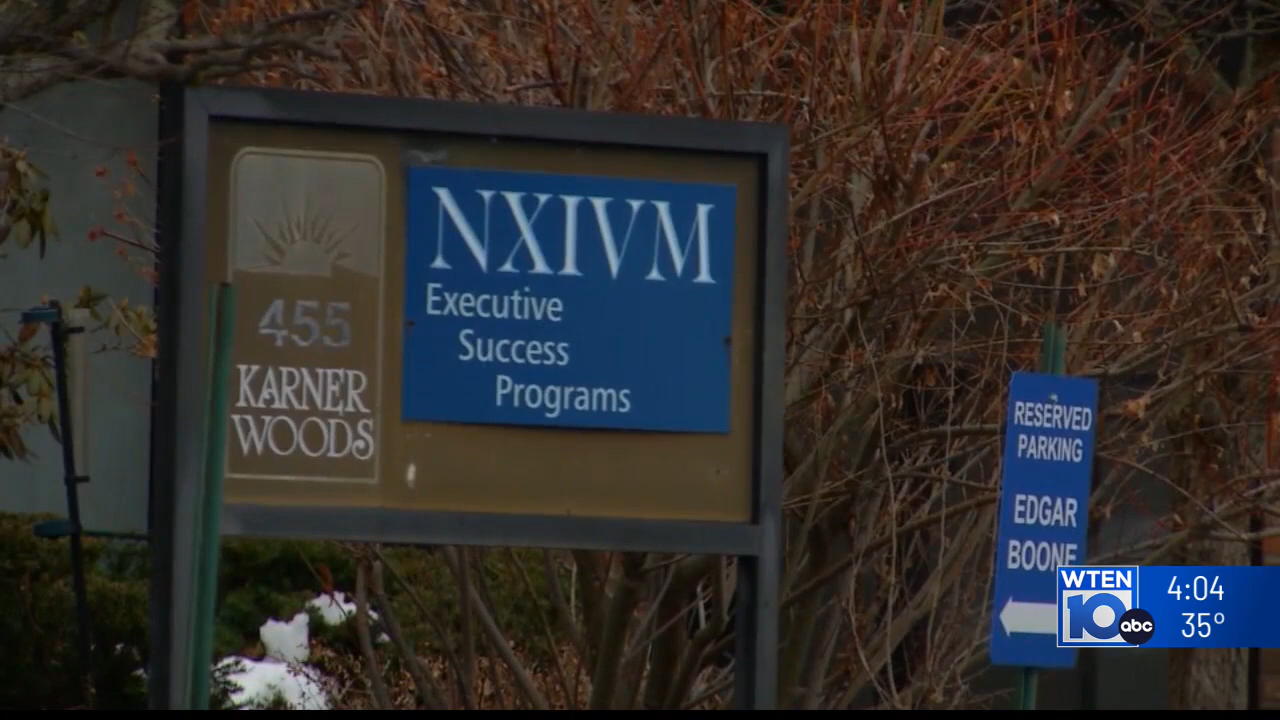 455
KARNER
WOODS
NXIVM
Executive
Success
Programs
RESERVED
PARKING
EDGAR
BOONE
WTEN
10
abc
4:04
35°